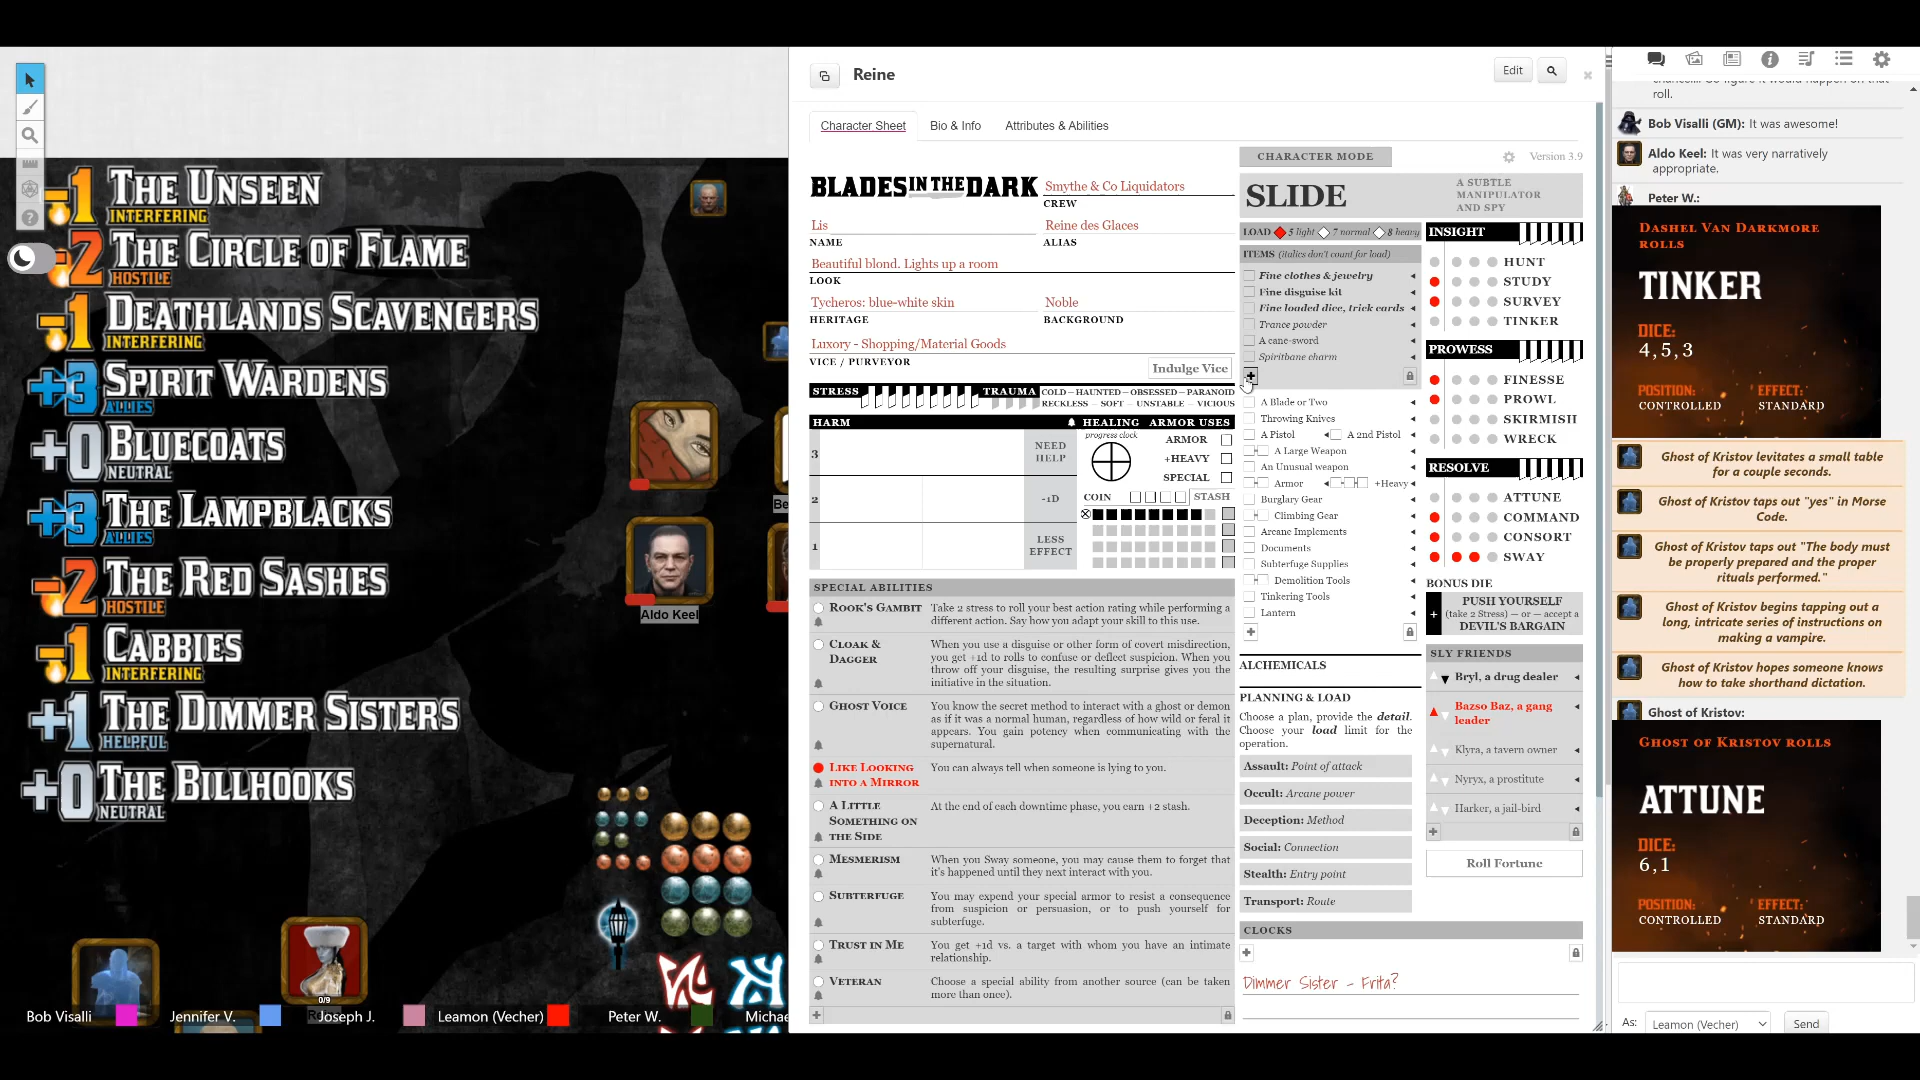 -1 THE UNSEEN
INTERFERING
-2 THE CIRCLE OF FLAME
HOSTILE
-1 DEATHLANDS SCAVENGERS
INTERFERING
+3 SPIRIT WARDENS
ALLIES
+0 BLUECOATS
NEUTRAL
+3 THE LAMPBLACKS
ALLIES
-2 THE RED SASHES
HOSTILE
-1 CABBIES
INTERFERING
+1 THE DIMMER SISTERS
HELPFUL
+0 THE BILLHOOKS
NEUTRAL
Aldo Keel
0/9
Bob Visalli
Jennifer V.
Joseph J.
Leamon (Vecher)
Peter W.
Reine
Edit
Character Sheet
Bio & Info
Attributes & Abilities
CHARACTER MODE
Version 3.9
BLADES IN THE DARK
Smythe & Co Liquidators
CREW
Lis
NAME
Reine des Glaces
ALIAS
Beautiful blond. Lights up a room
LOOK
Tycheros: blue-white skin
HERITAGE
Noble
BACKGROUND
Luxory - Shopping/Material Goods
VICE / PURVEYOR
Indulge Vice
STRESS
TRAUMA
COLD — HAUNTED — OBSESSED — PARANOID
RECKLESS — SOFT — UNSTABLE — VICIOUS
HARM
HEALING
ARMOR USES
progress clock
3
NEED
HELP
2
-1D
1
LESS
EFFECT
ARMOR
+HEAVY
SPECIAL
COIN
STASH
SPECIAL ABILITIES
ROOK'S GAMBIT
Take 2 stress to roll your best action rating while performing a
different action. Say how you adapt your skill to this use.
CLOAK &
DAGGER
When you use a disguise or other form of covert misdirection,
you get +1d to rolls to confuse or deflect suspicion. When you
throw off your disguise, the resulting surprise gives you the
initiative in the situation.
GHOST VOICE
You know the secret method to interact with a ghost or demon
as if it was a normal human, regardless of how wild or feral it
appears. You gain potency when communicating with the
supernatural.
LIKE LOOKING
INTO A MIRROR
You can always tell when someone is lying to you.
A LITTLE
SOMETHING ON
THE SIDE
At the end of each downtime phase, you earn +2 stash.
MESMERISM
When you Sway someone, you may cause them to forget that
it's happened until they next interact with you.
SUBTERFUGE
You may expend your special armor to resist a consequence
from suspicion or persuasion, or to push yourself for
subterfuge.
TRUST IN ME
You get +1d vs. a target with whom you have an intimate
relationship.
VETERAN
Choose a special ability from another source (can be taken
more than once).
SLIDE
A SUBTLE
MANIPULATOR
AND SPY
LOAD 5 light 7 normal 8 heavy
ITEMS (italics don't count for load)
Fine clothes & jewelry
Fine disguise kit
Fine loaded dice, trick cards
Trance powder
A cane-sword
Spiritbane charm
A Blade or Two
Throwing Knives
A Pistol
A 2nd Pistol
A Large Weapon
An Unusual weapon
Armor
+Heavy
Burglary Gear
Climbing Gear
Arcane Implements
Documents
Subterfuge Supplies
Demolition Tools
Tinkering Tools
Lantern
ALCHEMICALS
PLANNING & LOAD
Choose a plan, provide the detail.
Choose your load limit for the
operation.
Assault: Point of attack
Occult: Arcane power
Deception: Method
Social: Connection
Stealth: Entry point
Transport: Route
INSIGHT
HUNT
STUDY
SURVEY
TINKER
PROWESS
FINESSE
PROWL
SKIRMISH
WRECK
RESOLVE
ATTUNE
COMMAND
CONSORT
SWAY
BONUS DIE
+
PUSH YOURSELF
(take 2 Stress) — or — accept a
DEVIL'S BARGAIN
SLY FRIENDS
Bryl, a drug dealer
Bazso Baz, a gang
leader
Klyra, a tavern owner
Nyryx, a prostitute
Harker, a jail-bird
Roll Fortune
CLOCKS
Dimmer Sister - Frita?
roll.
Bob Visalli (GM): It was awesome!
Aldo Keel: It was very narratively
appropriate.
Peter W.:
DASHEL VAN DARKMORE
ROLLS
TINKER
DICE:
4,5,3
POSITION:
CONTROLLED
EFFECT:
STANDARD
Ghost of Kristov levitates a small table
for a couple seconds.
Ghost of Kristov taps out "yes" in Morse
Code.
Ghost of Kristov taps out "The body must
be properly prepared and the proper
rituals performed."
Ghost of Kristov begins tapping out a
long, intricate series of instructions on
making a vampire.
Ghost of Kristov hopes someone knows
how to take shorthand dictation.
Ghost of Kristov:
GHOST OF KRISTOV ROLLS
ATTUNE
DICE:
6,1
POSITION:
CONTROLLED
EFFECT:
STANDARD
As:
Leamon (Vecher)
Send